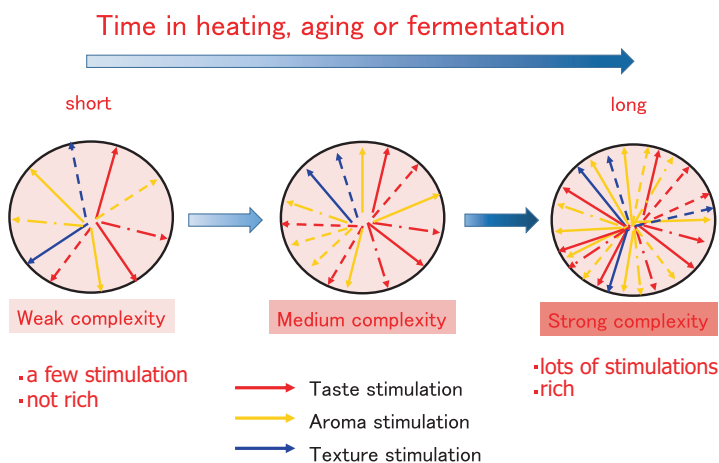 Time in heating, aging or fermentation
short
long
Weak complexity
Medium complexity
Strong complexity
・a few stimulation
・not rich
・lots of stimulations
・rich
Taste stimulation
Aroma stimulation
Texture stimulation